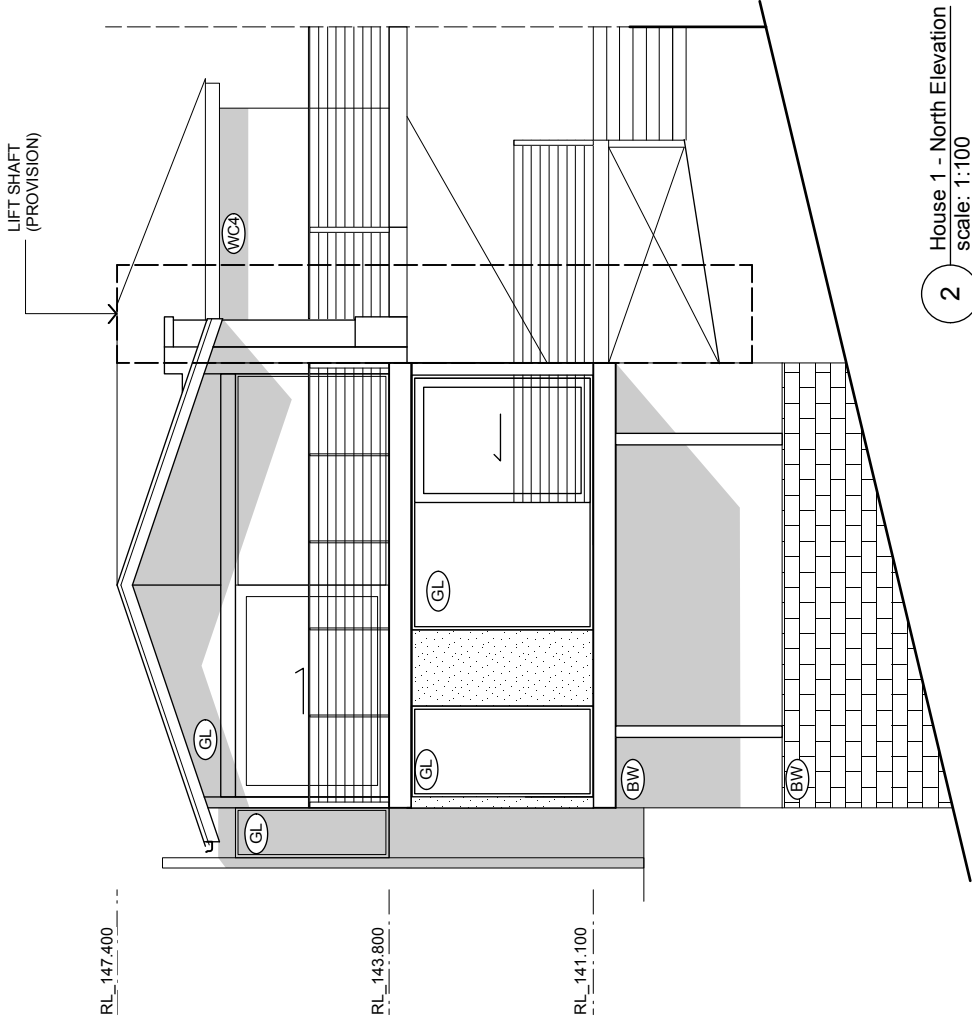 LIFT SHAFT
(PROVISION)
WC4
GL
GL
GL
GL
BW
BW
RL_147.400
RL_143.800
RL_141.100
2
House 1 - North Elevation
scale: 1:100